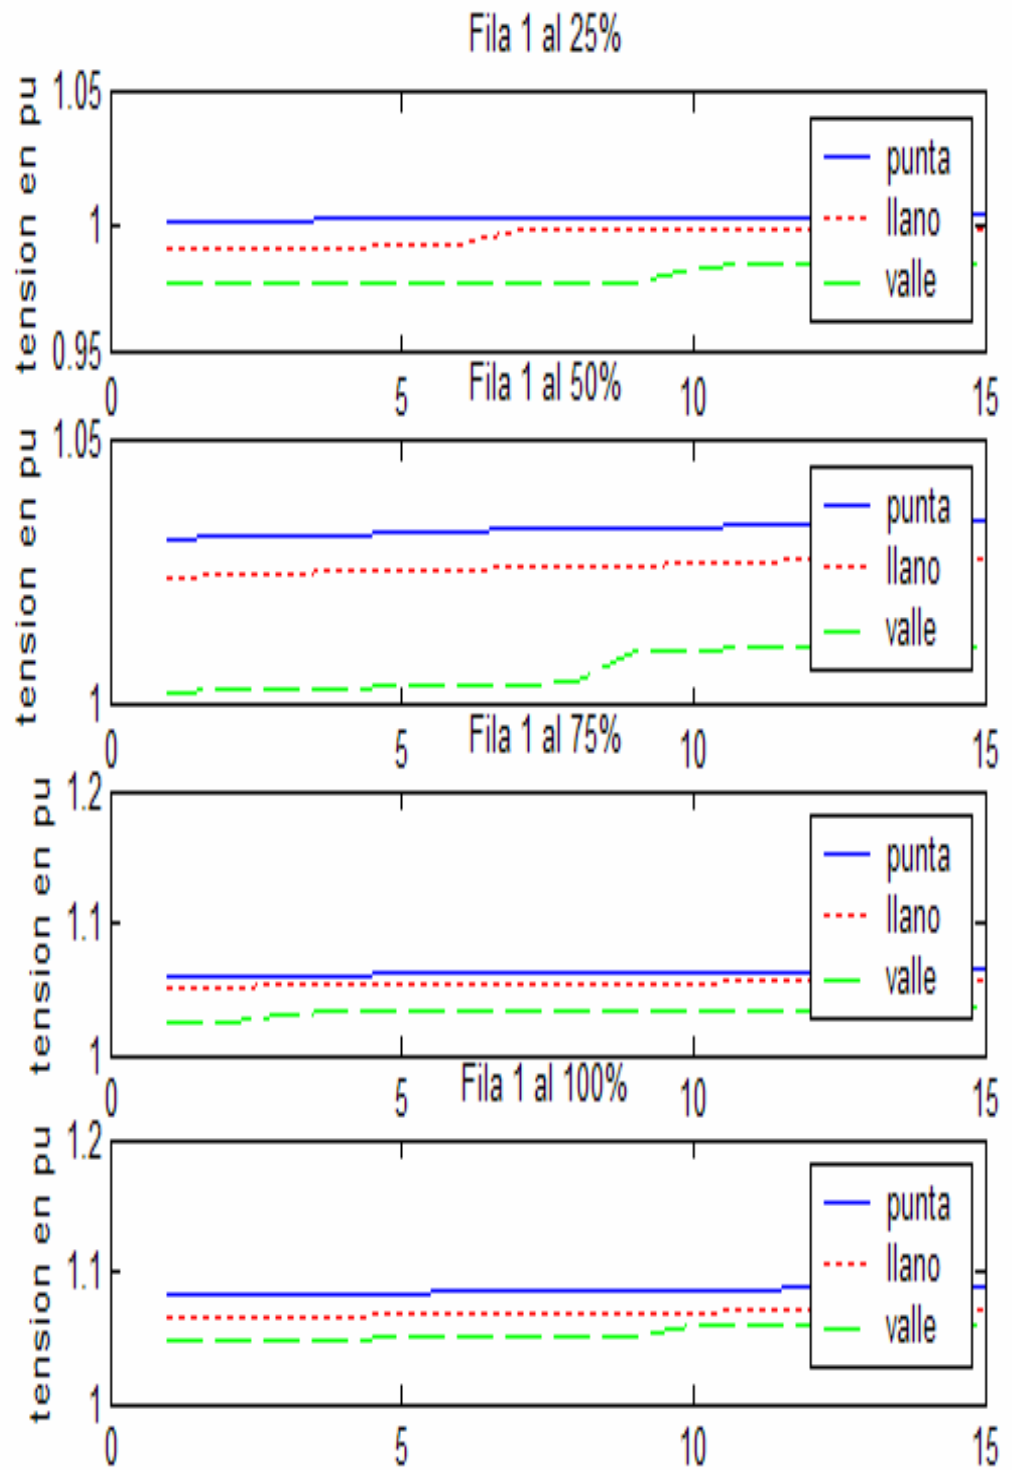 Fila 1 al 25%
tension en pu
1.05
1
0.95
punta
llano
valle
0 5 10 15
Fila 1 al 50%
tension en pu
1.05
1
punta
llano
valle
0 5 10 15
Fila 1 al 75%
tension en pu
1.2
1.1
1
punta
llano
valle
0 5 10 15
Fila 1 al 100%
tension en pu
1.2
1.1
1
punta
llano
valle
0 5 10 15